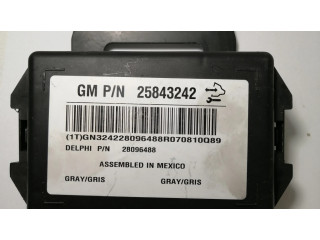 GM P/N 25843242
(1T)GN324228096488R070810Q89
DELPHI P/N 28096488
ASSEMBLED IN MEXICO
GRAY/GRIS GRAY/GRIS